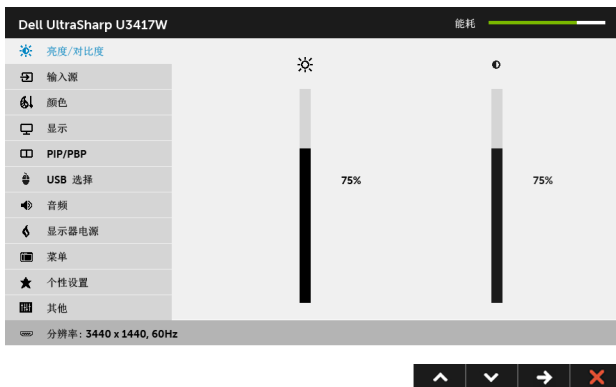 Dell UltraSharp U3417W
能耗
亮度/对比度
输入源
颜色
显示
PIP/PBP
USB 选择
音频
显示器电源
菜单
个性设置
其他
75%
75%
分辨率: 3440 x 1440, 60Hz